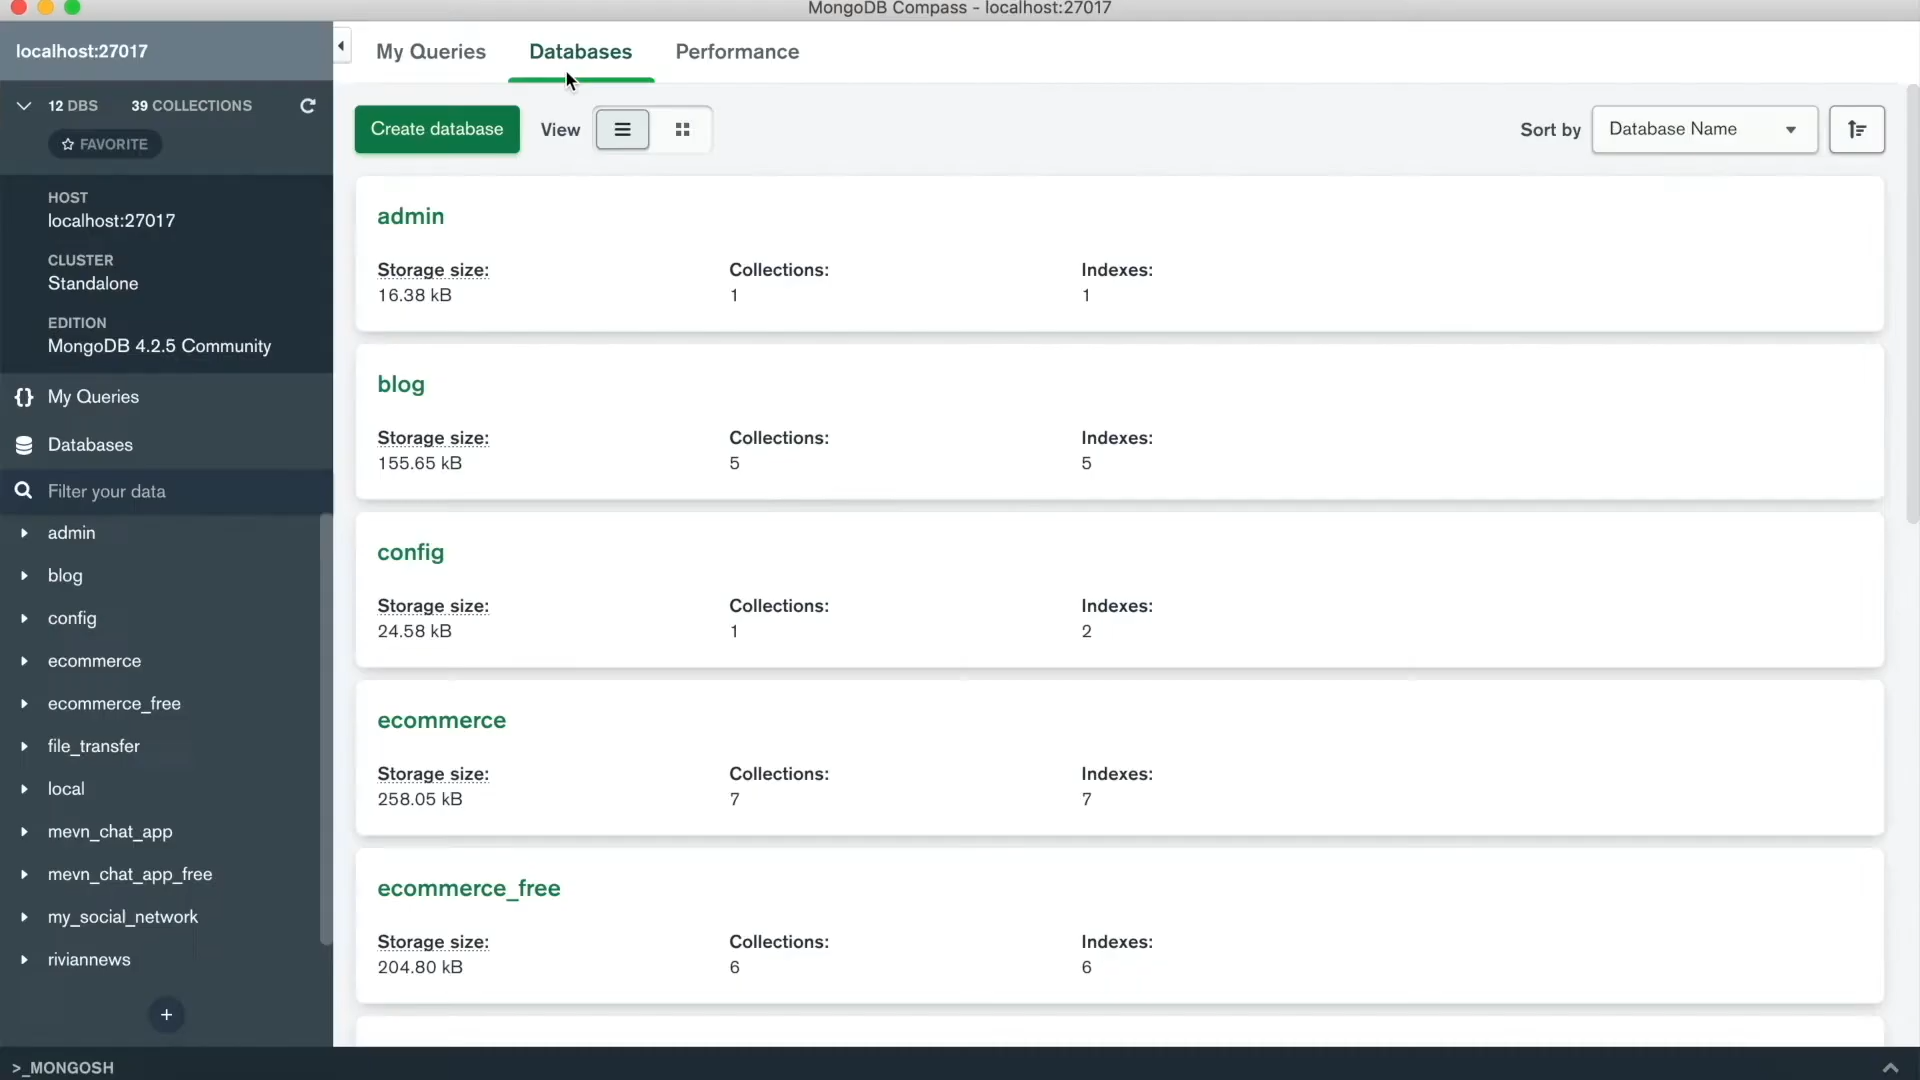 MongoDB Compass - localhost:27017
localhost:27017
My Queries
Databases
Performance
12 DBS
39 COLLECTIONS
FAVORITE
Create database
View
Sort by
Database Name
HOST
localhost:27017
CLUSTER
Standalone
EDITION
MongoDB 4.2.5 Community
My Queries
Databases
Filter your data
admin
blog
config
ecommerce
ecommerce_free
file_transfer
local
mevn_chat_app
mevn_chat_app_free
my_social_network
riviannews
+
admin
Storage size: Collections: Indexes:
16.38 kB 1 1
blog
Storage size: Collections: Indexes:
155.65 kB 5 5
config
Storage size: Collections: Indexes:
24.58 kB 1 2
ecommerce
Storage size: Collections: Indexes:
258.05 kB 7 7
ecommerce_free
Storage size: Collections: Indexes:
204.80 kB 6 6
>_MONGOSH